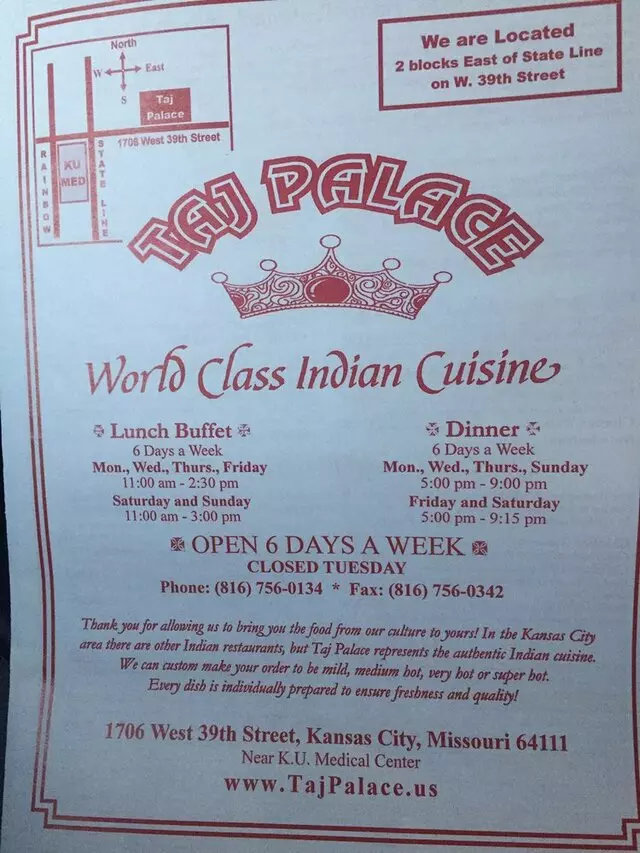 North
W East
S
Taj
Palace
1706 West 39th Street
RAINBOW
KU
MED
STATE LINE
We are Located
2 blocks East of State Line
on W. 39th Street
TAJ PALACE
World Class Indian Cuisine
Lunch Buffet
6 Days a Week
Mon., Wed., Thurs., Friday
11:00 am - 2:30 pm
Saturday and Sunday
11:00 am - 3:00 pm
Dinner
6 Days a Week
Mon., Wed., Thurs., Sunday
5:00 pm - 9:00 pm
Friday and Saturday
5:00 pm - 9:15 pm
OPEN 6 DAYS A WEEK
CLOSED TUESDAY
Phone: (816) 756-0134 * Fax: (816) 756-0342
Thank you for allowing us to bring you the food from our culture to yours! In the Kansas City
area there are other Indian restaurants, but Taj Palace represents the authentic Indian cuisine.
We can custom make your order to be mild, medium hot, very hot or super hot.
Every dish is individually prepared to ensure freshness and quality!
1706 West 39th Street, Kansas City, Missouri 64111
Near K.U. Medical Center
www.TajPalace.us